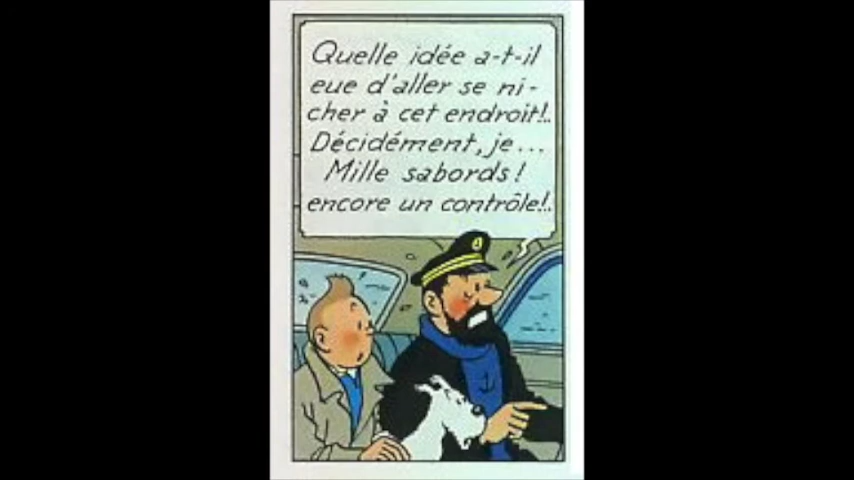 Quelle idée a-t-il
eue d'aller se ni-
cher à cet endroit!..
Décidément, je...
Mille sabords!
encore un contrôle!..